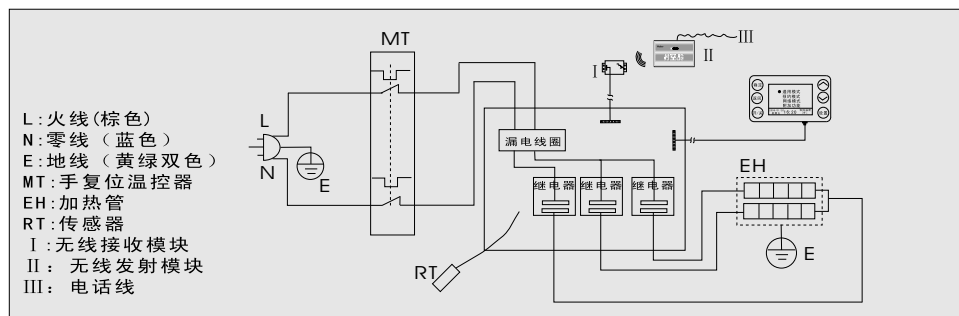 L:火线(棕色)
N:零线（蓝色）
E:地线（黄绿双色）
MT:手复位温控器
EH:加热管
RT:传感器
I:无线接收模块
II：无线发射模块
III：电话线
MT
L
N
E
I
II
III
漏电线圈
继电器 继电器 继电器
RT
EH
E
16:28